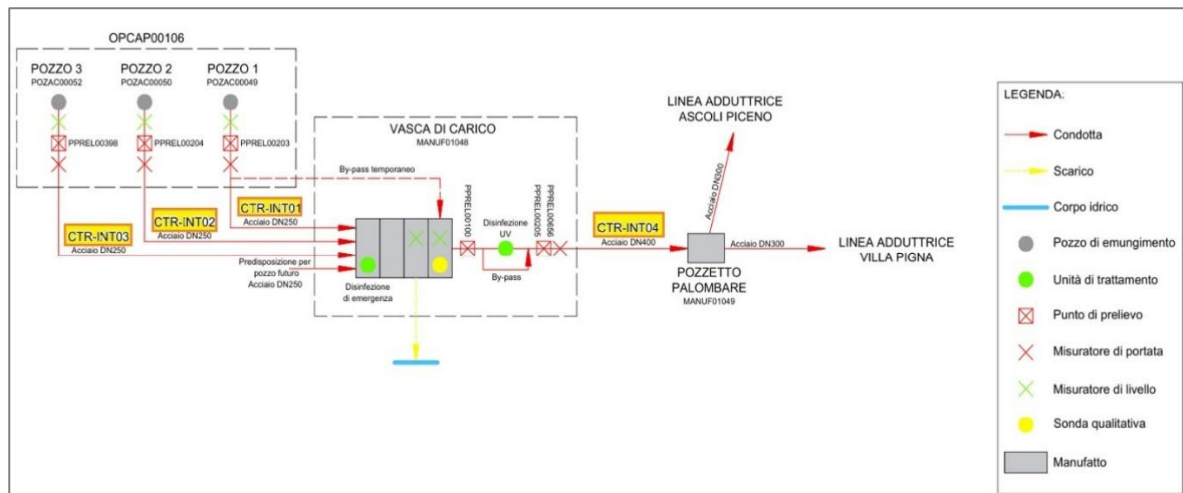 OPCAP00106
POZZO 3
POZAC00052
POZZO 2
POZAC00050
POZZO 1
POZAC00049
PPREL00398
PPREL00204
PPREL00203
CTR-INT03
Acciaio DN250
CTR-INT02
Acciaio DN250
CTR-INT01
Acciaio DN250
Predisposizione per
pozzo futuro
Acciaio DN250
VASCA DI CARICO
MANUF01048
By-pass temporaneo
Disinfezione
di emergenza
PPREL00100
Disinfezione
UV
By-pass
PPREL00205
PPREL00656
CTR-INT04
Acciaio DN400
POZZETTO
PALOMBARE
MANUF01049
LINEA ADDUTTRICE
ASCOLI PICENO
Acciaio DN300
Acciaio DN300
LINEA ADDUTTRICE
VILLA PIGNA
LEGENDA:
Condotta
Scarico
Corpo idrico
Pozzo di emungimento
Unità di trattamento
Punto di prelievo
Misuratore di portata
Misuratore di livello
Sonda qualitativa
Manufatto